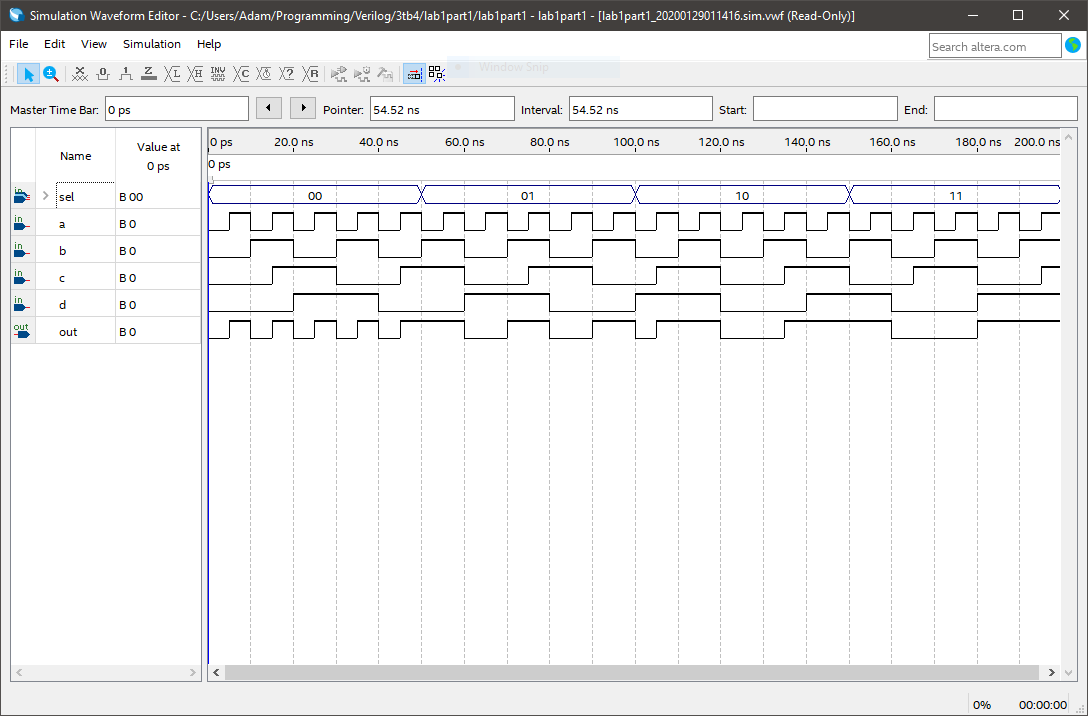 Simulation Waveform Editor - C:/Users/Adam/Programming/Verilog/3tb4/lab1part1/lab1part1 - lab1part1 - [lab1part1_20200129011416.sim.vwf (Read-Only)]
File Edit View Simulation Help
Search altera.com
Window Snip
Master Time Bar: 0 ps Pointer: 54.52 ns Interval: 54.52 ns Start: End:
Name Value at
0 ps
0 ps 20.0 ns 40.0 ns 60.0 ns 80.0 ns 100.0 ns 120.0 ns 140.0 ns 160.0 ns 180.0 ns 200.0 ns
0 ps
in sel B 00 00 01 10 11
in a B 0
in b B 0
in c B 0
in d B 0
out out B 0
0% 00:00:00